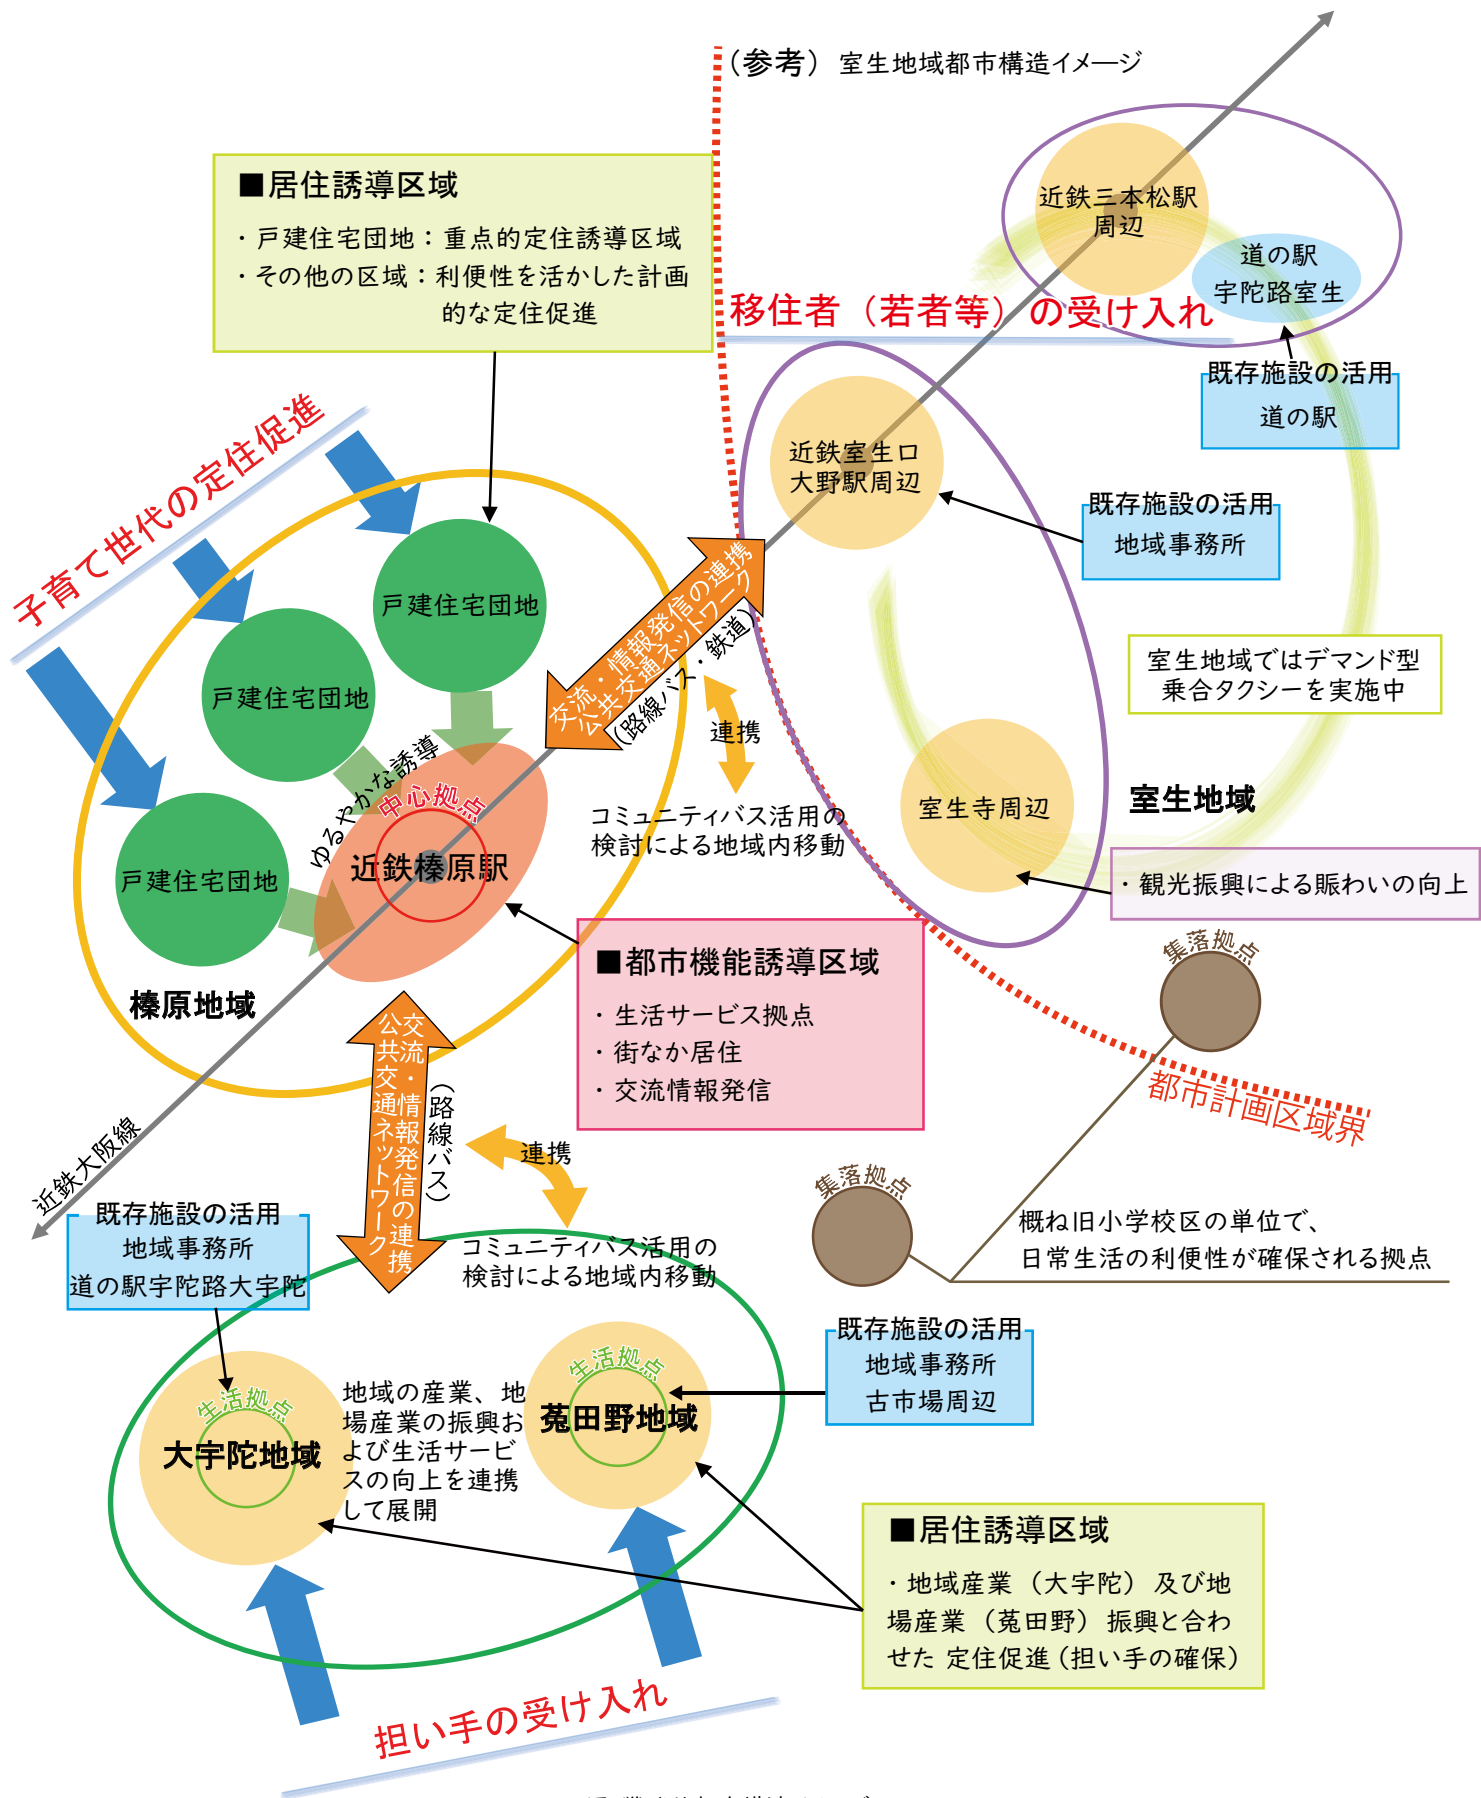 （参考）室生地域都市構造イメージ
■居住誘導区域
・戸建住宅団地：重点的定住誘導区域
・その他の区域：利便性を活かした計画
的な定住促進
近鉄三本松駅
周辺
道の駅
宇陀路室生
移住者（若者等）の受け入れ
既存施設の活用
道の駅
近鉄室生口
大野駅周辺
既存施設の活用
地域事務所
子育て世代の定住促進
戸建住宅団地
戸建住宅団地
戸建住宅団地
交流・情報発信の連携
公共交通ネットワーク
（路線バス・鉄道）
連携
コミュニティバス活用の
検討による地域内移動
室生地域ではデマンド型
乗合タクシーを実施中
室生寺周辺
室生地域
・観光振興による賑わいの向上
ゆるやかな誘導
中心拠点
近鉄榛原駅
榛原地域
■都市機能誘導区域
・生活サービス拠点
・街なか居住
・交流情報発信
集落拠点
都市計画区域界
近鉄大阪線
交流・情報発信の連携
公共交通ネットワーク
（路線バス）
連携
コミュニティバス活用の
検討による地域内移動
集落拠点
概ね旧小学校区の単位で、
日常生活の利便性が確保される拠点
既存施設の活用
地域事務所
道の駅宇陀路大宇陀
生活拠点
大宇陀地域
地域の産業、地
場産業の振興お
よび生活サービ
スの向上を連携
して展開
生活拠点
菟田野地域
既存施設の活用
地域事務所
古市場周辺
■居住誘導区域
・地域産業（大宇陀）及び地
場産業（菟田野）振興と合わ
せた 定住促進（担い手の確保）
担い手の受け入れ